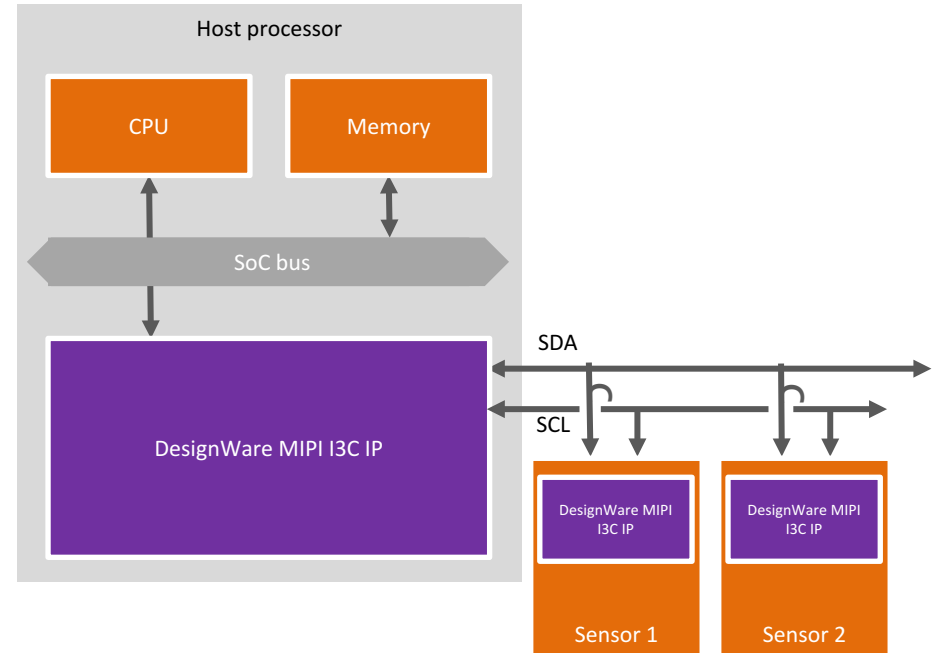 Host processor
CPU
Memory
SoC bus
SDA
SCL
DesignWare MIPI I3C IP
DesignWare MIPI
I3C IP
DesignWare MIPI
I3C IP
Sensor 1
Sensor 2